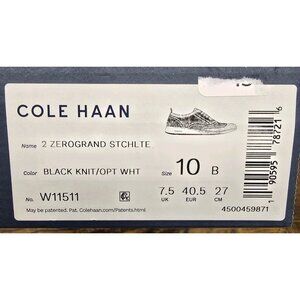 COLE HAAN
Name 2 ZEROGRAND STCHLTE
Color BLACK KNIT/OPT WHT
Size 10 B
No. W11511
7.5 40.5 27
UK EUR CM
May be patented. Pat. ColeHaan.com/Patents.html
4500459871
1 90595 78721 6